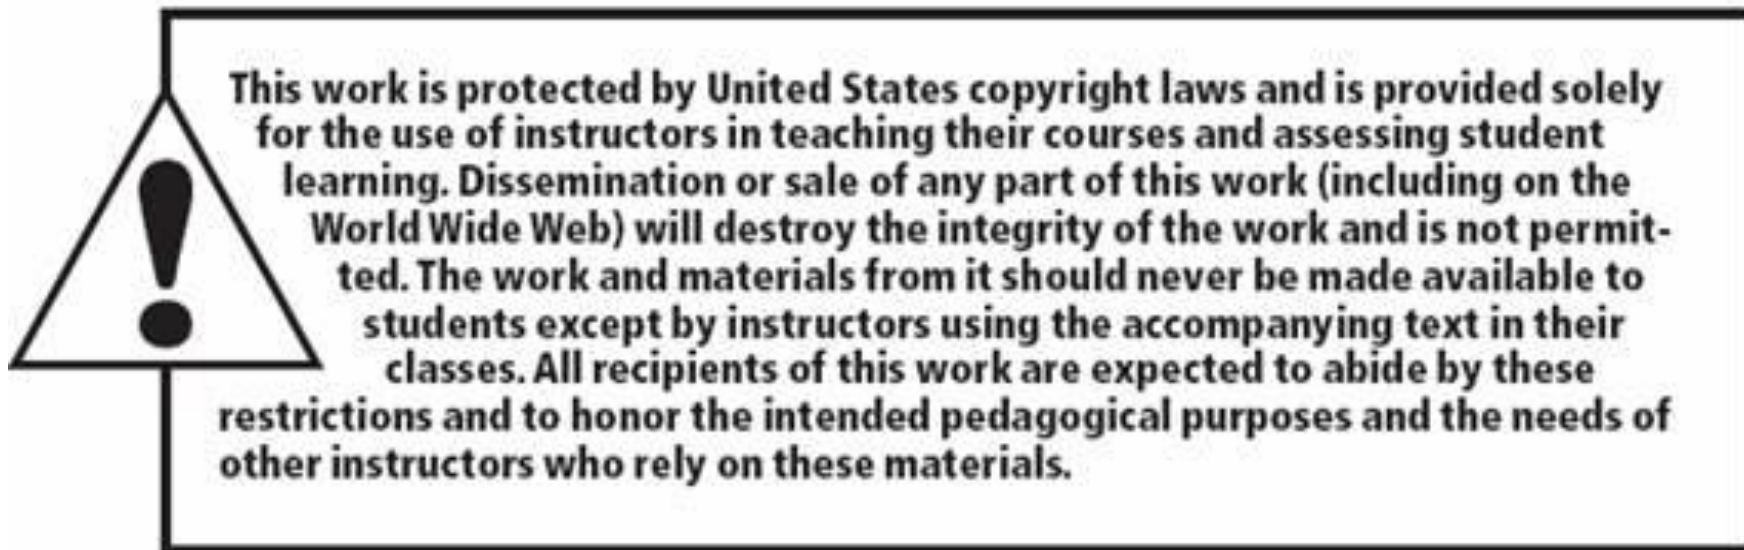 This work is protected by United States copyright laws and is provided solely
for the use of instructors in teaching their courses and assessing student
learning. Dissemination or sale of any part of this work (including on the
World Wide Web) will destroy the integrity of the work and is not permit-
ted. The work and materials from it should never be made available to
students except by instructors using the accompanying text in their
classes. All recipients of this work are expected to abide by these
restrictions and to honor the intended pedagogical purposes and the needs of
other instructors who rely on these materials.